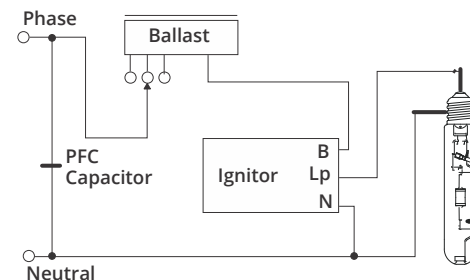 Phase
Ballast
PFC
Capacitor
Ignitor
B
Lp
N
Neutral